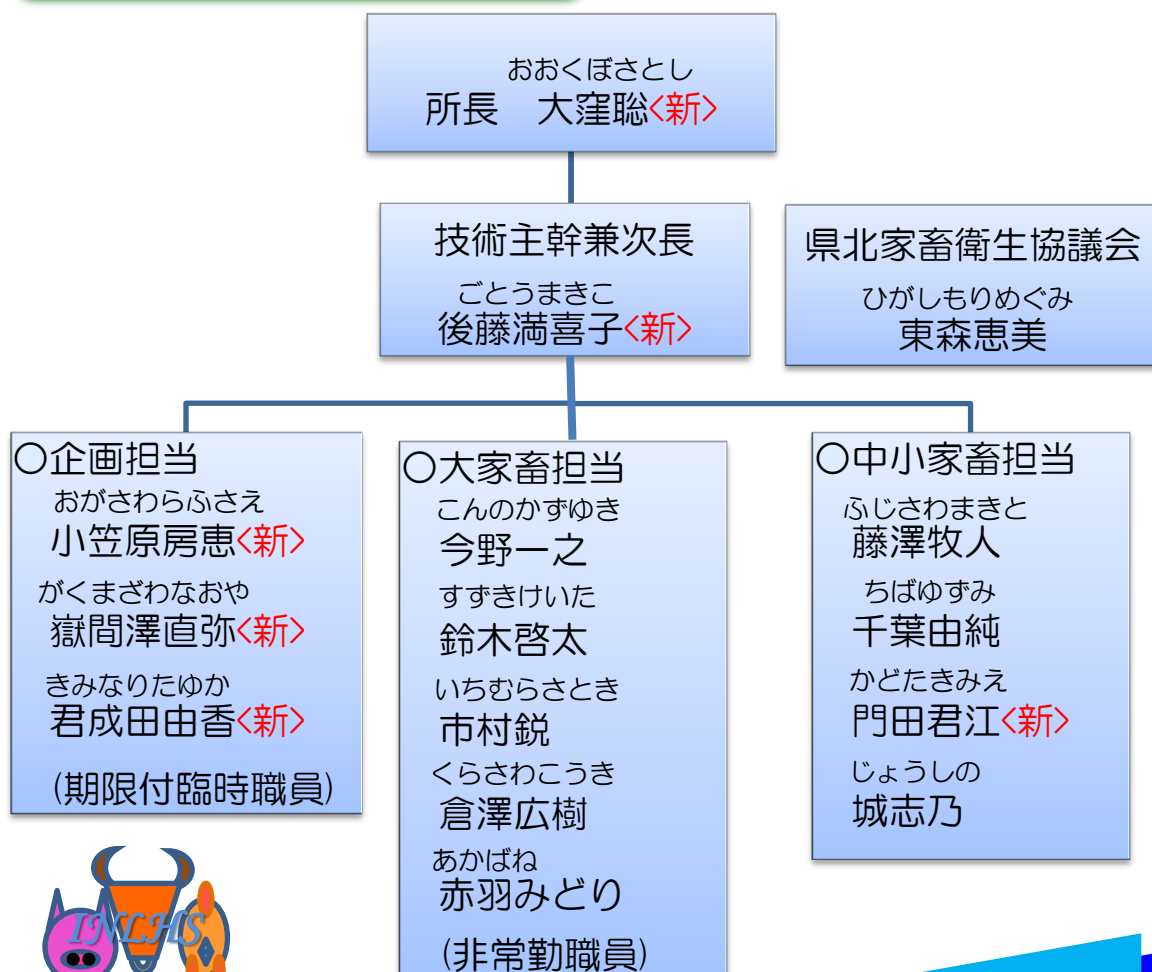 おおくぼさとし
所長　大窪聡<新>
技術主幹兼次長
ごとうまきこ
後藤満喜子<新>
県北家畜衛生協議会
ひがしもりめぐみ
東森恵美
〇企画担当
おがさわらふさえ
小笠原房恵<新>
がくまざわなおや
嶽間澤直弥<新>
きみなりたゆか
君成田由香<新>
(期限付臨時職員)
〇大家畜担当
こんのかずゆき
今野一之
すずきけいた
鈴木啓太
いちむらさとき
市村鋭
くらさわこうき
倉澤広樹
あかばね
赤羽みどり
(非常勤職員)
〇中小家畜担当
ふじさわまきと
藤澤牧人
ちばゆずみ
千葉由純
かどたきみえ
門田君江<新>
じょうしの
城志乃
INLHS